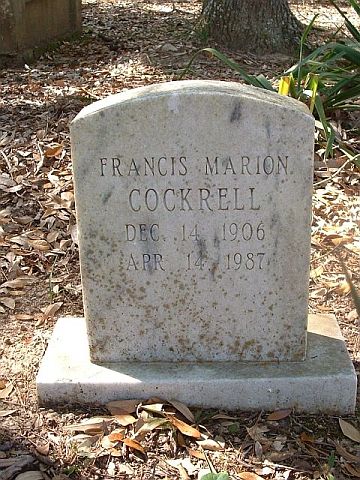 FRANCIS MARION
COCKRELL
DEC. 14, 1906
APR 14, 1987